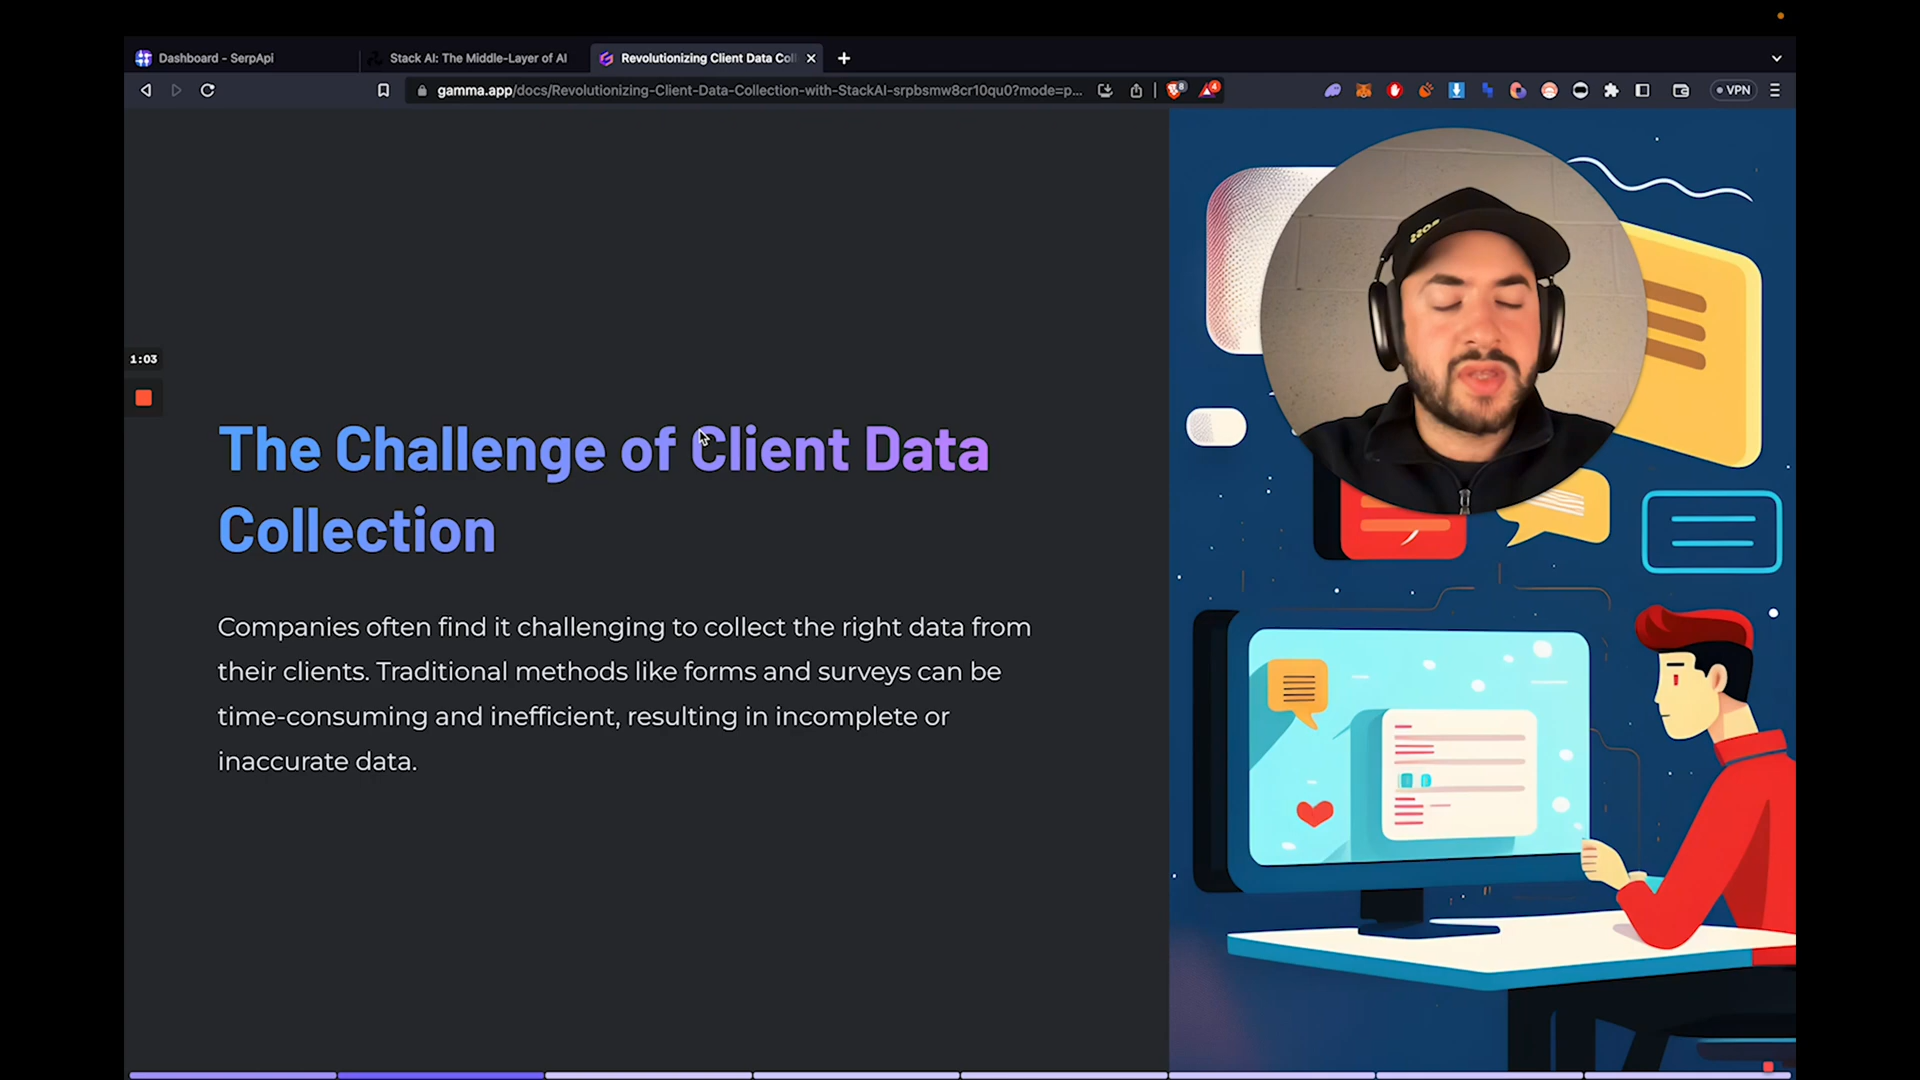 Dashboard - SerpApi
Stack AI: The Middle-Layer of AI
Revolutionizing Client Data Col
gamma.app/docs/Revolutionizing-Client-Data-Collection-with-StackAI-srpbsmw8cr10qu0?mode=p...
8
4
VPN
1:03
The Challenge of Client Data
Collection
Companies often find it challenging to collect the right data from
their clients. Traditional methods like forms and surveys can be
time-consuming and inefficient, resulting in incomplete or
inaccurate data.